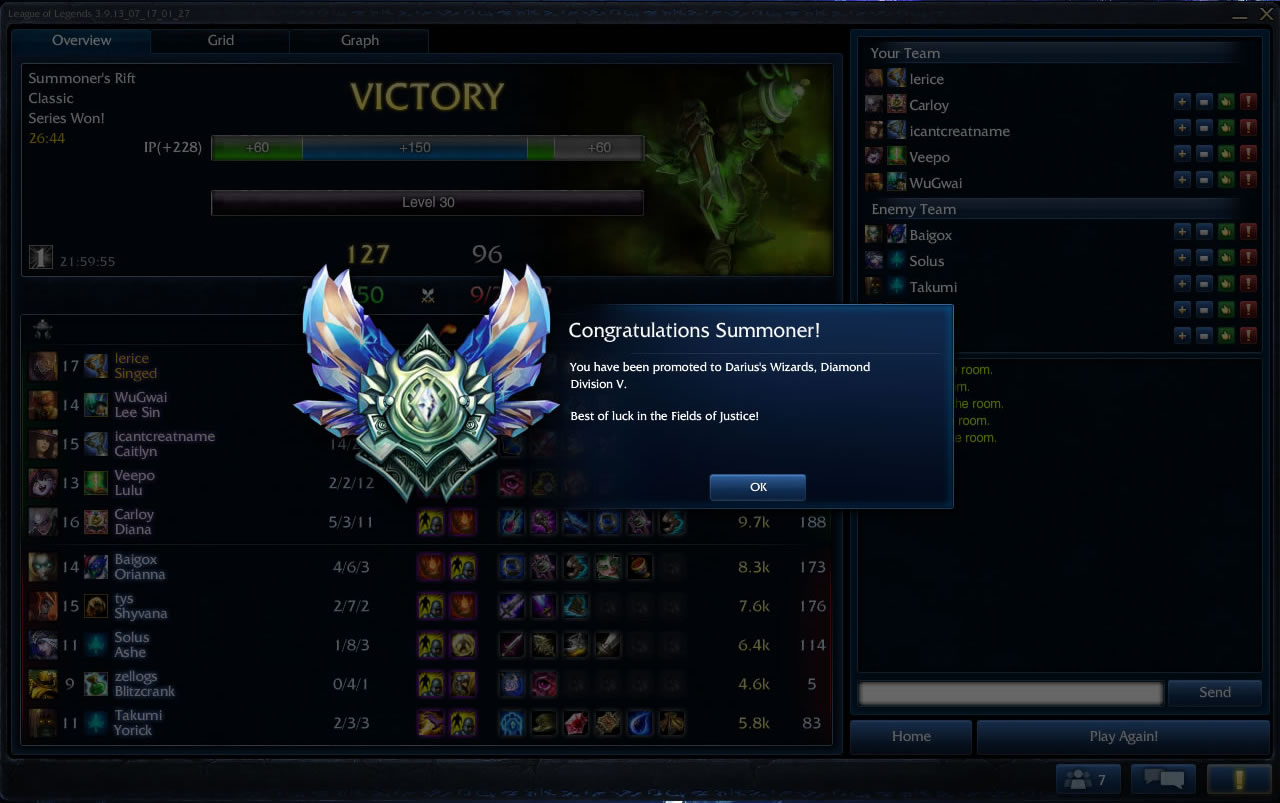 League of Legends 3.9.13_07_17_01_27
Overview
Grid
Graph
Summoner's Rift
Classic
Series Won!
26:44
VICTORY
IP(+228)
+60
+150
+60
Level 30
1
21:59:55
127
96
Your Team
lerice
Carloy
icantcreatname
Veepo
WuGwai
Enemy Team
Baigox
Solus
Takumi
Congratulations Summoner!
You have been promoted to Darius's Wizards, Diamond
Division V.
Best of luck in the Fields of Justice!
OK
room.
he room.
room.
room.
17
lerice
Singed
14
WuGwai
Lee Sin
15
icantcreatname
Caitlyn
13
Veepo
Lulu
2/2/12
16
Carloy
Diana
5/3/11
9.7k
188
14
Baigox
Orianna
4/6/3
8.3k
173
15
tys
Shyvana
2/7/2
7.6k
176
11
Solus
Ashe
1/8/3
6.4k
114
9
zellogs
Blitzcrank
0/4/1
4.6k
5
11
Takumi
Yorick
2/3/3
5.8k
83
Send
Home
Play Again!
7